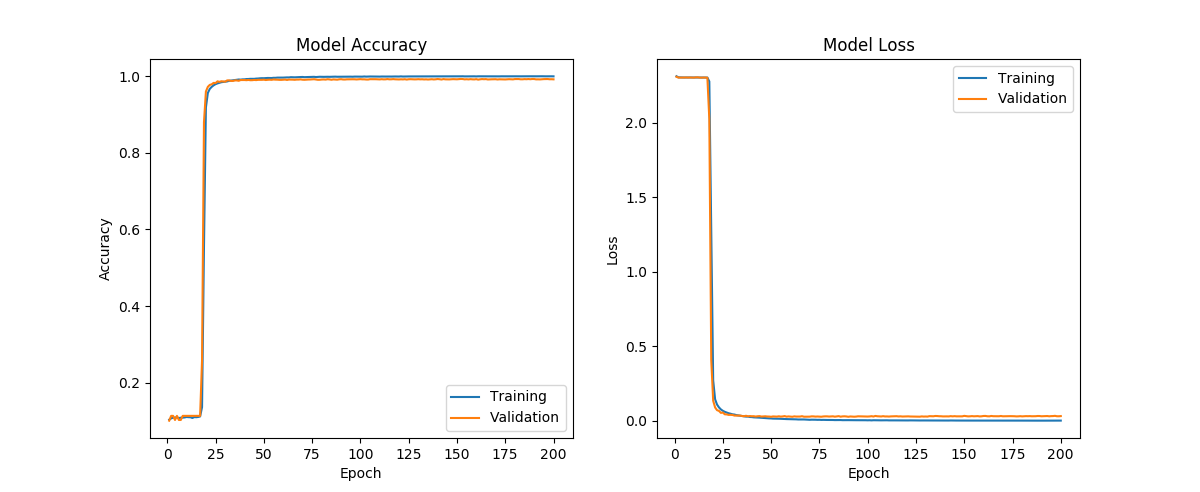 Model Accuracy
1.0
0.8
0.6
0.4
0.2
Accuracy
0 25 50 75 100 125 150 175 200
Epoch
Training
Validation
Model Loss
2.0
1.5
1.0
0.5
0.0
Loss
0 25 50 75 100 125 150 175 200
Epoch
Training
Validation